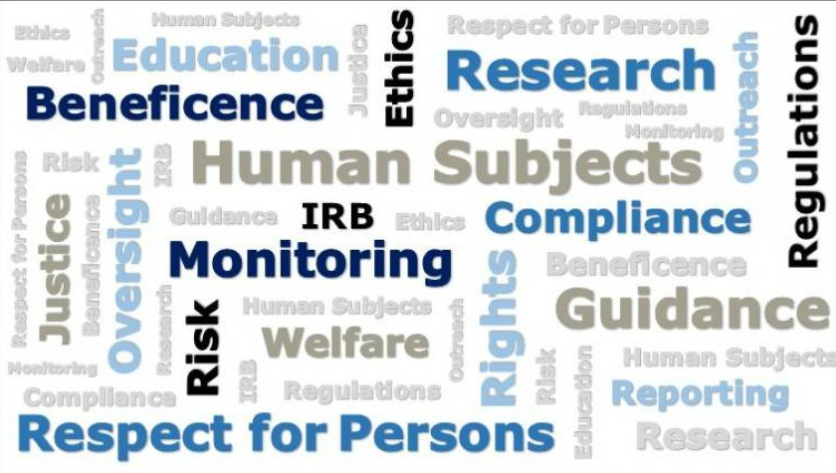 Ethics
Human Subjects
Respect for Persons
Welfare
Outreach
Education
Justice
Ethics
Research
Outreach
Regulations
Beneficence
Oversight
Regulations
Monitoring
Respect for Persons
Risk
IRB
Human Subjects
Justice
Beneficence
Oversight
Guidance
IRB
Ethics
Compliance
Monitoring
Beneficence
Research
Risk
Human Subjects
Outreach
Rights
Guidance
Welfare
Monitoring
IRB
Risk
Education
Human Subjects
Compliance
Regulations
Reporting
Respect for Persons
Research